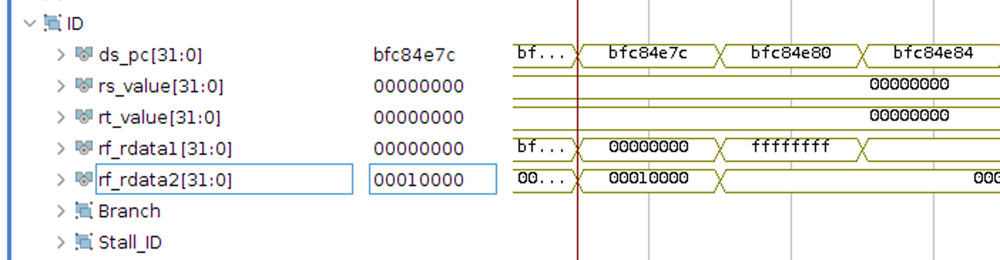 ID
ds_pc[31:0] bfc84e7c bf... bfc84e7c bfc84e80 bfc84e84
rs_value[31:0] 00000000 00000000
rt_value[31:0] 00000000 00000000
rf_rdata1[31:0] 00000000 bf... 00000000 ffffffff
rf_rdata2[31:0] 00010000 00... 00010000 000
Branch
Stall_ID